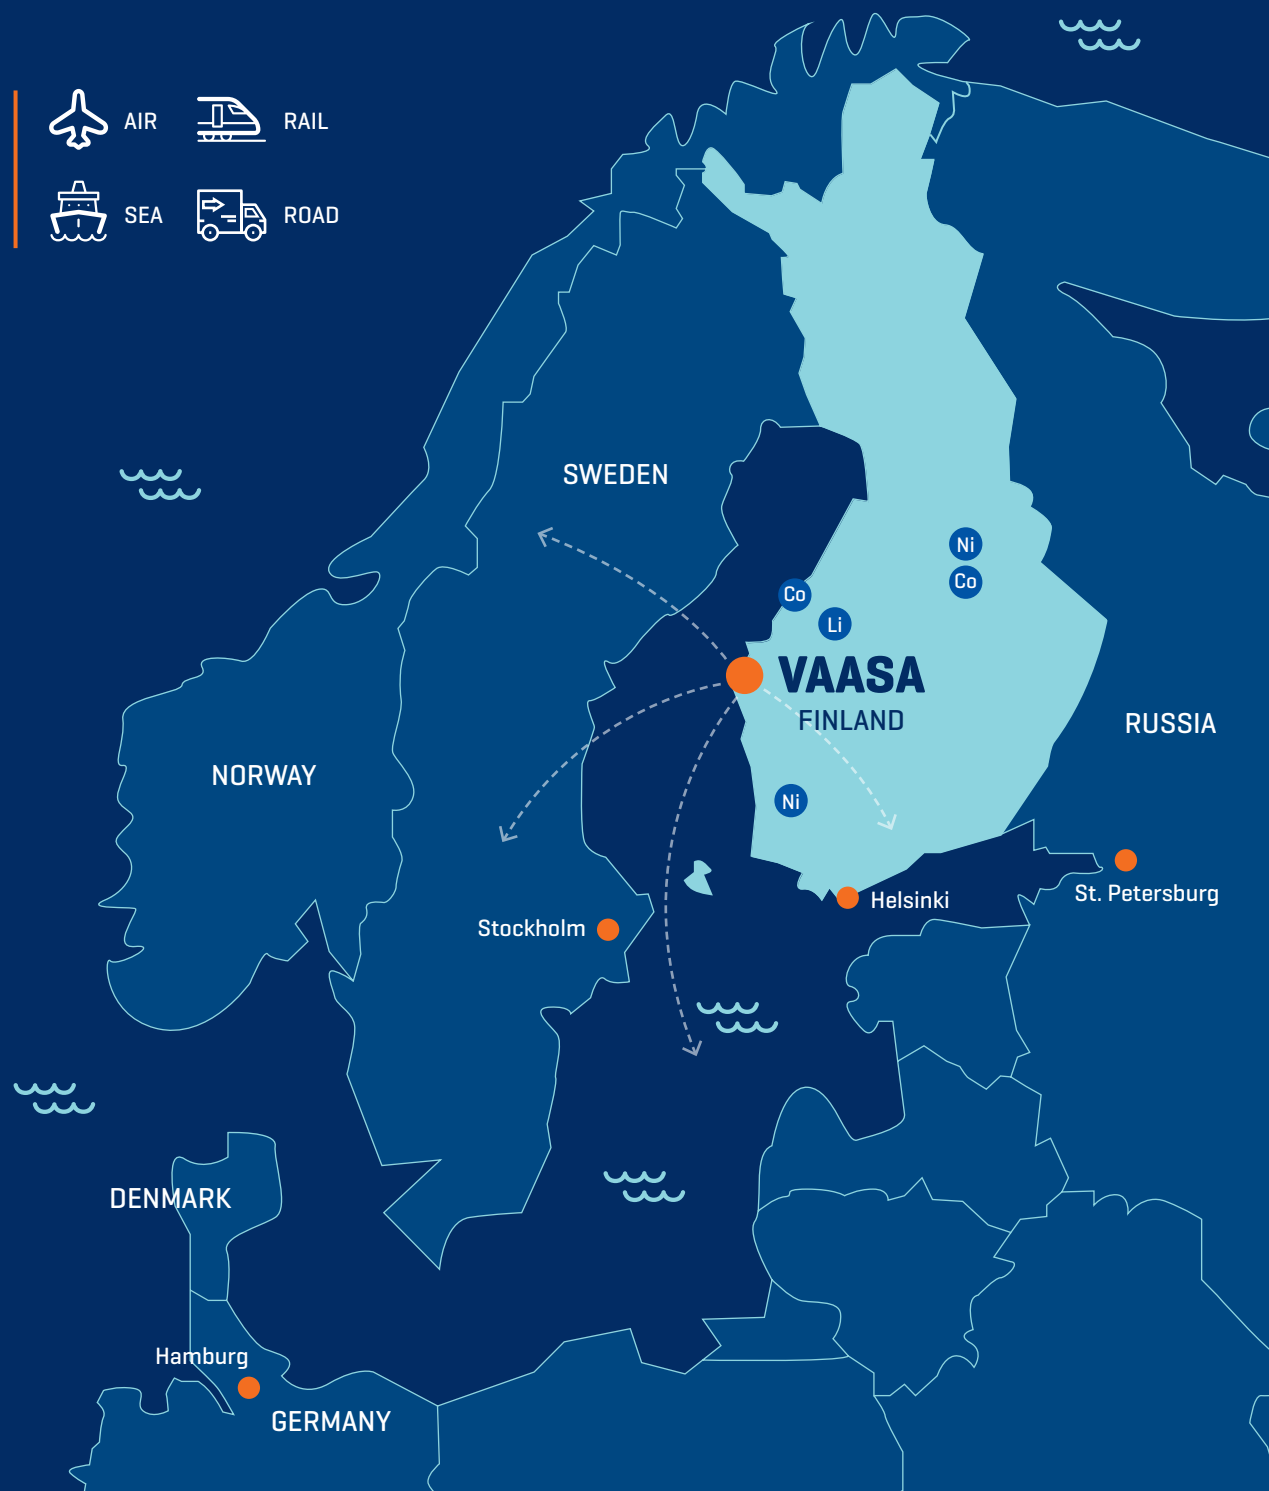 AIR
RAIL
SEA
ROAD
SWEDEN
Ni
Co
Co
Li
VAASA
FINLAND
RUSSIA
NORWAY
Ni
St. Petersburg
Helsinki
Stockholm
DENMARK
Hamburg
GERMANY